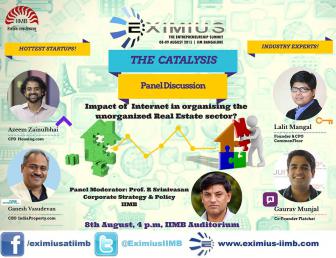 IIMB
EXIMIUS
THE ENTREPRENEURSHIP SUMMIT
08-09 AUGUST 2015 | IIM BANGALORE
HOTTEST STARTUPS!
INDUSTRY EXPERTS!
THE CATALYSIS
Panel Discussion
Impact of Internet in organising the
unorganized Real Estate sector?
Azeem Zainulbhai
CPO Housing.com
Lalit Mangal
Founder & CPO
CommonFloor
Ganesh Vasudevan
COO IndiaProperty.com
Panel Moderator: Prof. R Srinivasan
Corporate Strategy & Policy
IIMB
Gaurav Munjal
Co-Founder Flatchat
8th August, 4 p.m, IIMB Auditorium
/eximiusatiimb
@EximiusIIMB
www.eximius-iimb.com